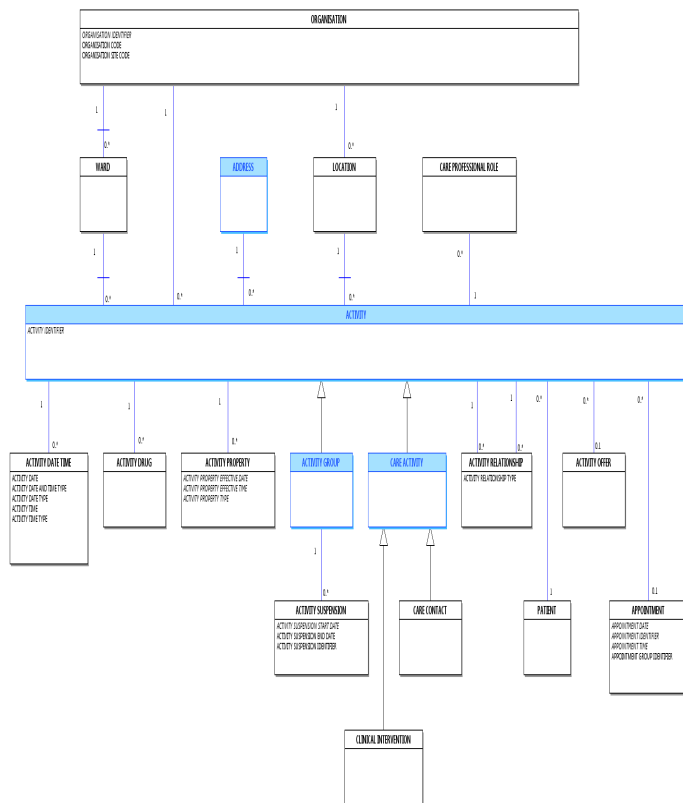 ORGANISATION
ORGANISATION IDENTIFIER
ORGANISATION CODE
ORGANISATION SITE CODE
1
1
1
0..*
0..*
WARD
ADDRESS
LOCATION
CARE PROFESSIONAL ROLE
1
1
1
0..*
0..*
0..*
0..*
0..*
1
ACTIVITY
ACTIVITY IDENTIFIER
1
1
1
1
1
0..*
0..*
0..*
0..*
0..*
0..*
0..*
0..*
0..1
ACTIVITY DATE TIME
ACTIVITY DATE
ACTIVITY DATE AND TIME TYPE
ACTIVITY DATE TYPE
ACTIVITY TIME
ACTIVITY TIME TYPE
ACTIVITY DRUG
ACTIVITY PROPERTY
ACTIVITY PROPERTY EFFECTIVE DATE
ACTIVITY PROPERTY EFFECTIVE TIME
ACTIVITY PROPERTY TYPE
ACTIVITY GROUP
CARE ACTIVITY
ACTIVITY RELATIONSHIP
ACTIVITY RELATIONSHIP TYPE
ACTIVITY OFFER
1
0..*
1
0..1
ACTIVITY SUSPENSION
ACTIVITY SUSPENSION START DATE
ACTIVITY SUSPENSION END DATE
ACTIVITY SUSPENSION IDENTIFIER
CARE CONTACT
PATIENT
APPOINTMENT
APPOINTMENT DATE
APPOINTMENT IDENTIFIER
APPOINTMENT TIME
APPOINTMENT GROUP IDENTIFIER
CLINICAL INTERVENTION